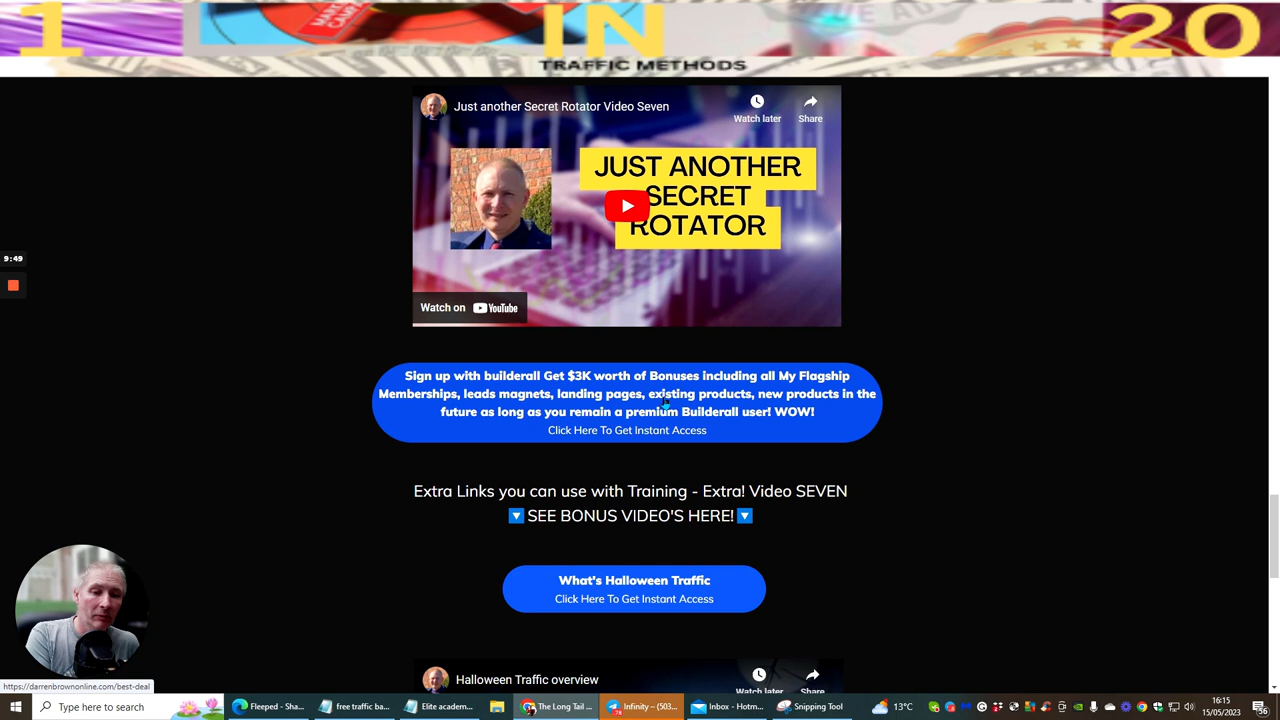 1 IN 20
TRAFFIC METHODS
Just another Secret Rotator Video Seven
Watch later
Share
JUST ANOTHER
SECRET
ROTATOR
Watch on YouTube
9:49
Sign up with builderall Get $3K worth of Bonuses including all My Flagship
Memberships, leads magnets, landing pages, existing products, new products in the
future as long as you remain a premium Builderall user! WOW!
Click Here To Get Instant Access
Extra Links you can use with Training - Extra! Video SEVEN
SEE BONUS VIDEO'S HERE!
What's Halloween Traffic
Click Here To Get Instant Access
Halloween Traffic overview
Watch later
Share
https://darrenbrownonline.com/best-deal
Type here to search
Fleeped - Sha...
free traffic ba...
Elite academ...
The Long Tail ...
Infinity – (503...
Inbox - Hotm...
Snipping Tool
13°C
16:15
15/05/2023